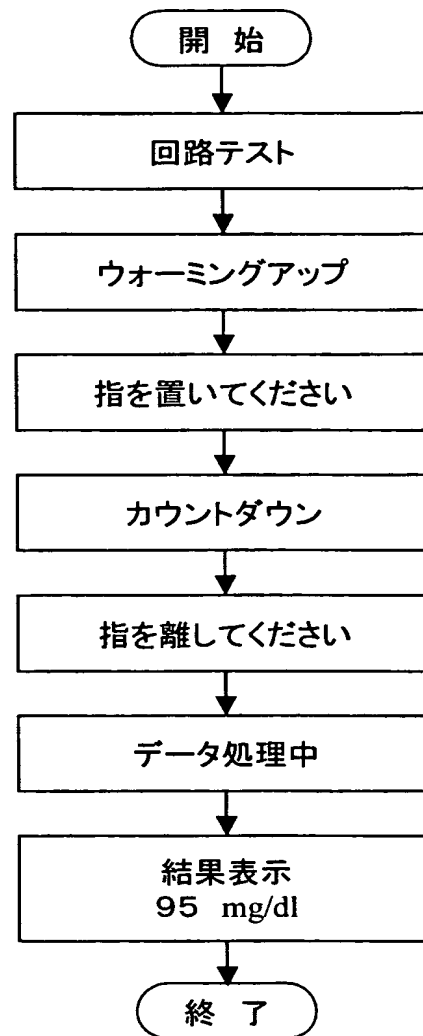 開 始
回路テスト
ウォーミングアップ
指を置いてください
カウントダウン
指を離してください
データ処理中
結果表示
95 mg/dl
終 了